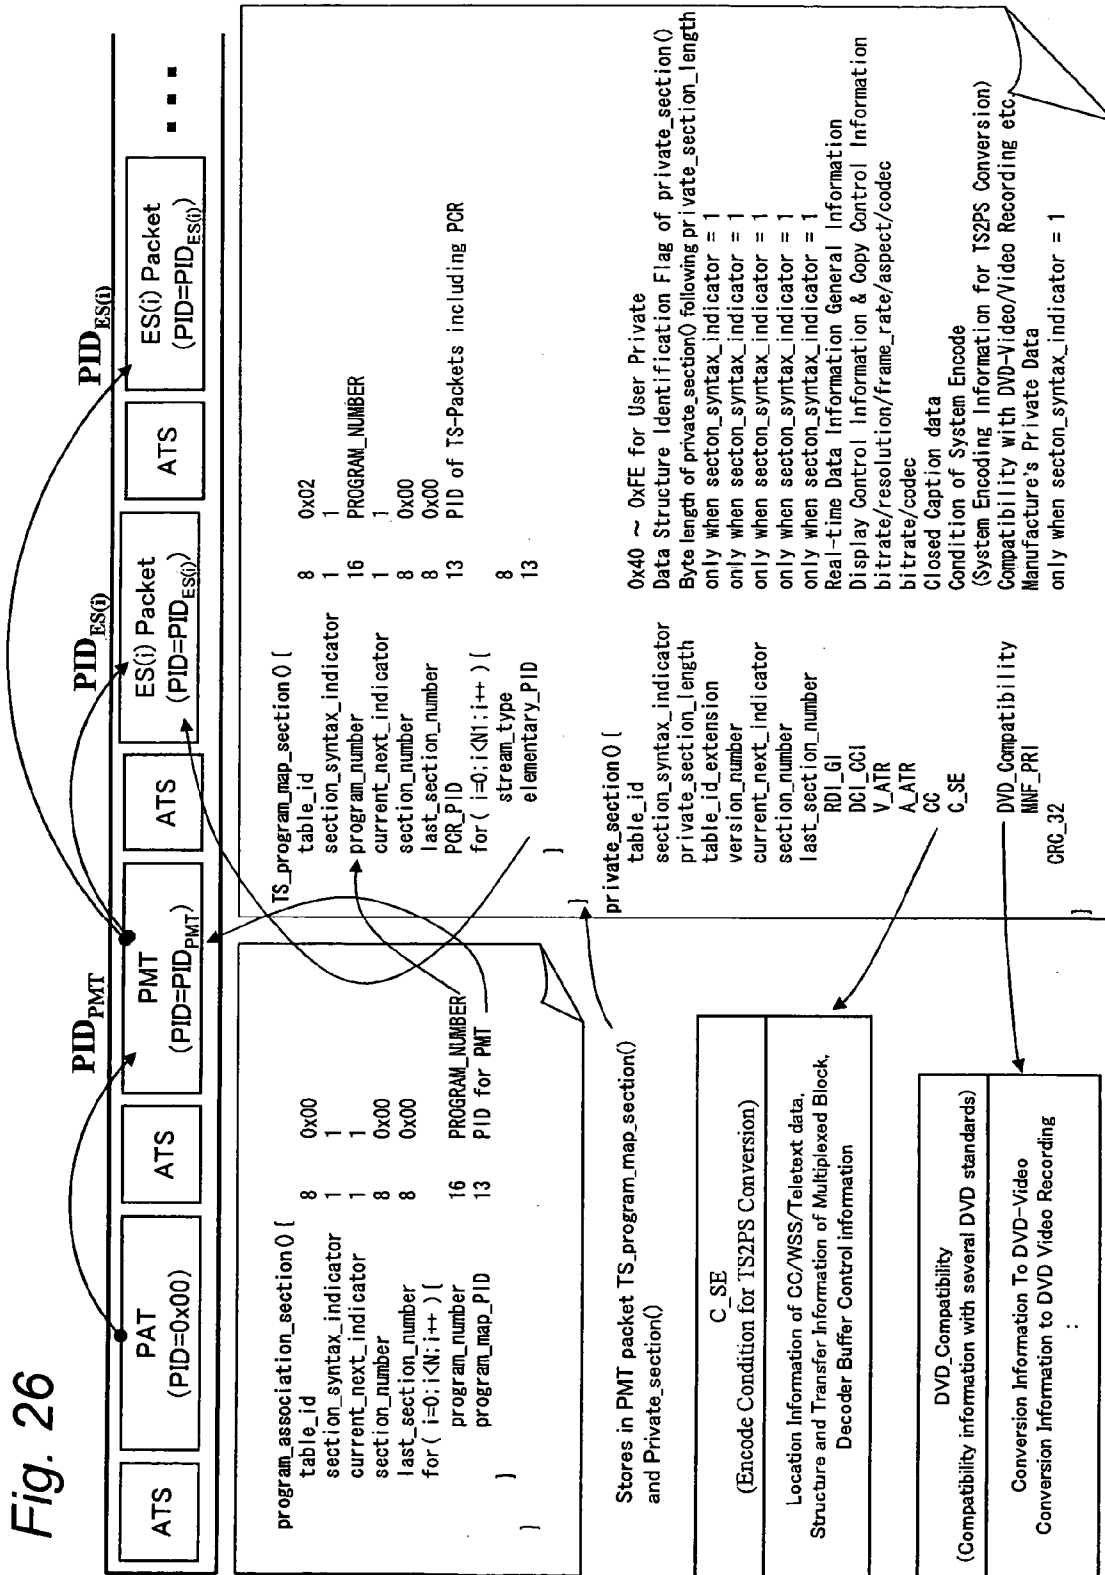 Fig. 26
PID_PMT
PID_ES(i)
PID_ES(i)
ATS
PAT
(PID=0x00)
ATS
PMT
(PID=PID_PMT)
ATS
ES(i) Packet
(PID=PID_ES(i))
ATS
ES(i) Packet
(PID=PID_ES(i))
program_association_section() {
table_id 8 0x00
section_syntax_indicator 1 1
current_next_indicator 1 1
section_number 8 0x00
last_section_number 8 0x00
for( i=0;i<N;i++ ){
program_number 16 PROGRAM_NUMBER
program_map_PID 13 PID for PMT
}
}
TS_program_map_section() {
table_id 8 0x02
section_syntax_indicator 1 1
program_number 16 PROGRAM_NUMBER
current_next_indicator 1 1
section_number 8 0x00
last_section_number 8 0x00
PCR_PID 13 PID of TS-Packets including PCR
for( i=0;i<N1;i++ ){
stream_type 8
elementary_PID 13
}
}
private_section() {
table_id 0x40 ~ 0xFE for User Private
section_syntax_indicator Data Structure Identification Flag of private_section()
private_section_length Byte length of private_section() following private_section_length
table_id_extension only when secton_syntax_indicator = 1
version_number only when secton_syntax_indicator = 1
current_next_indicator only when secton_syntax_indicator = 1
section_number only when secton_syntax_indicator = 1
last_section_number only when secton_syntax_indicator = 1
RDI_GI Real-time Data Information General Information
DCI_CCI Display Control Information & Copy Control Information
V_ATR bitrate/resolution/frame_rate/aspect/codec
A_ATR bitrate/codec
CC Closed Caption data
C_SE Condition of System Encode
(System Encoding Information for TS2PS Conversion)
DVD_Compatibility Compatibility with DVD-Video/Video Recording etc.
MNF_PRI Manufacture's Private Data
CRC_32 only when secton_syntax_indicator = 1
}
Stores in PMT packet TS_program_map_section()
and Private_section()
C_SE
(Encode Condition for TS2PS Conversion)
Location Information of CC/WSS/Teletext data,
Structure and Transfer Information of Multiplexed Block,
Decoder Buffer Control information
DVD_Compatibility
(Compatibility information with several DVD standards)
Conversion Information To DVD-Video
Conversion Information to DVD Video Recording
: